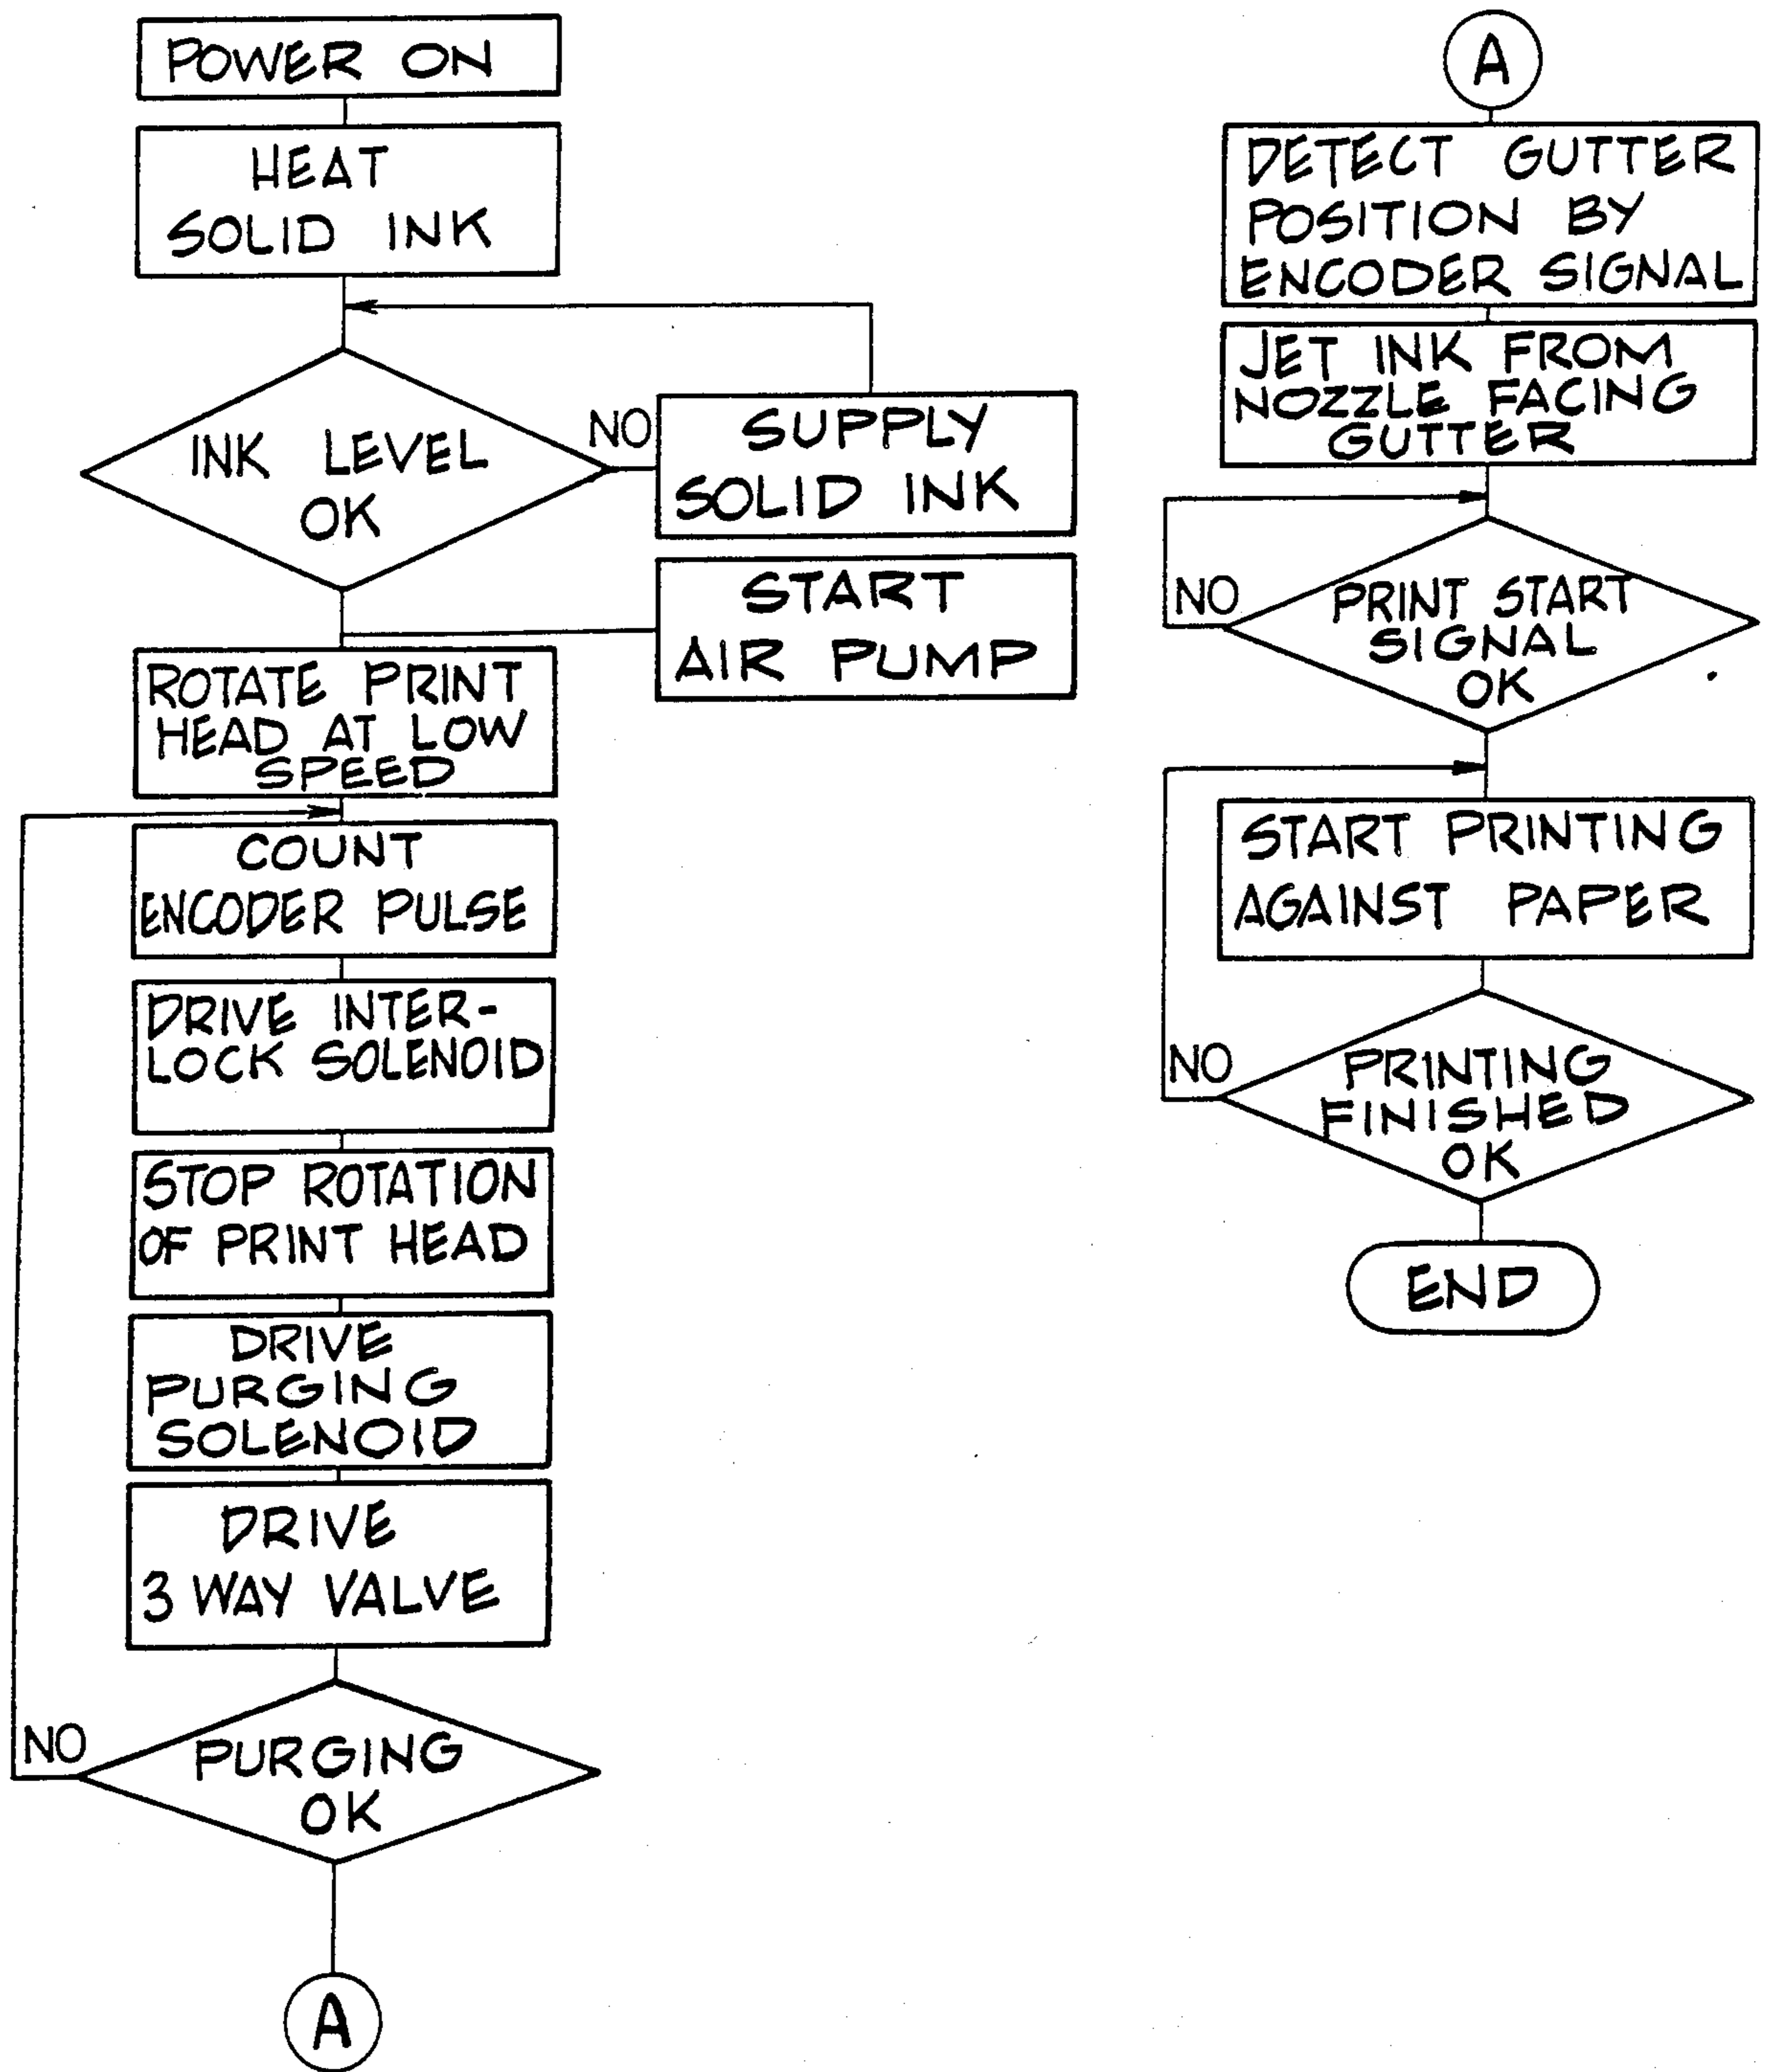 POWER ON
HEAT
SOLID INK
INK LEVEL
OK
NO
SUPPLY
SOLID INK
START
AIR PUMP
ROTATE PRINT
HEAD AT LOW
SPEED
COUNT
ENCODER PULSE
DRIVE INTER-
LOCK SOLENOID
STOP ROTATION
OF PRINT HEAD
DRIVE
PURGING
SOLENOID
DRIVE
3 WAY VALVE
NO
PURGING
OK
A
A
DETECT GUTTER
POSITION BY
ENCODER SIGNAL
JET INK FROM
NOZZLE FACING
GUTTER
NO
PRINT START
SIGNAL
OK
START PRINTING
AGAINST PAPER
NO
PRINTING
FINISHED
OK
END